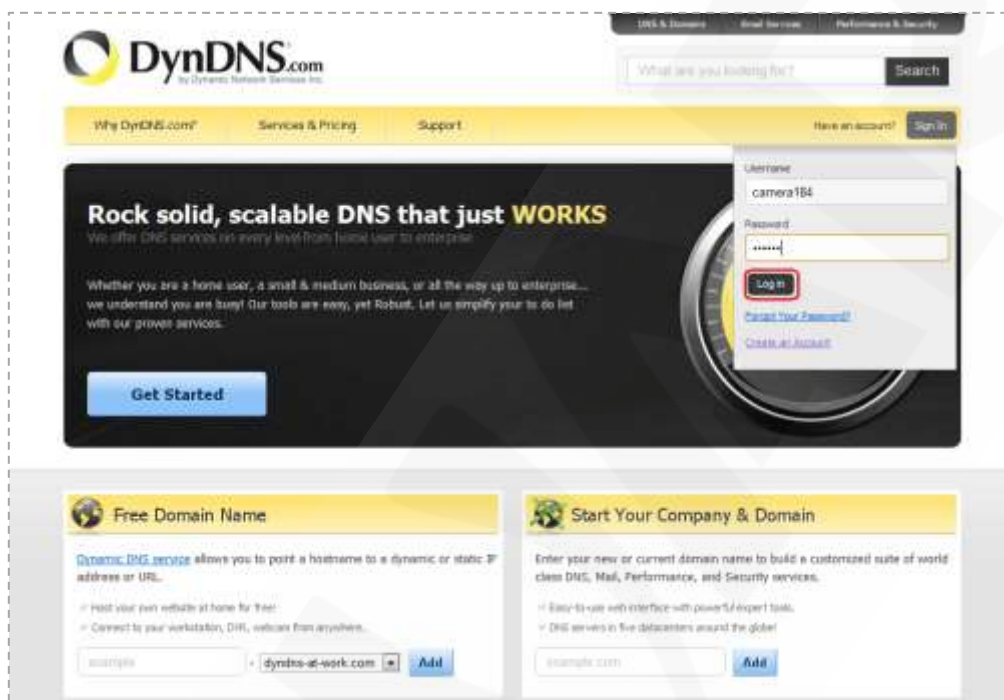 DNS & Domains Email Services Performance & Security
DynDNS.com
by Dynamic Network Services Inc.
What are you looking for? Search
Why DynDNS.com? Services & Pricing Support Have an account? Sign In
Username
camera184
Password
Log in
Forgot Your Password?
Create an Account
Rock solid, scalable DNS that just WORKS
We offer DNS services on every level from home user to enterprise
Whether you are a home user, a small & medium business, or all the way up to enterprise...
we understand you are busy! Our tools are easy, yet Robust. Let us simplify your to do list
with our proven services.
Get Started
Free Domain Name
Dynamic DNS service allows you to point a hostname to a dynamic or static IP
address or URL.
Host your own website at home for free!
Connect to your workstation, DVR, webcam from anywhere.
example . dyndns-at-work.com Add
Start Your Company & Domain
Enter your new or current domain name to build a customized suite of world
class DNS, Mail, Performance, and Security services.
Easy-to-use web interface with powerful expert tools.
DNS servers in five datacenters around the globe!
example.com Add